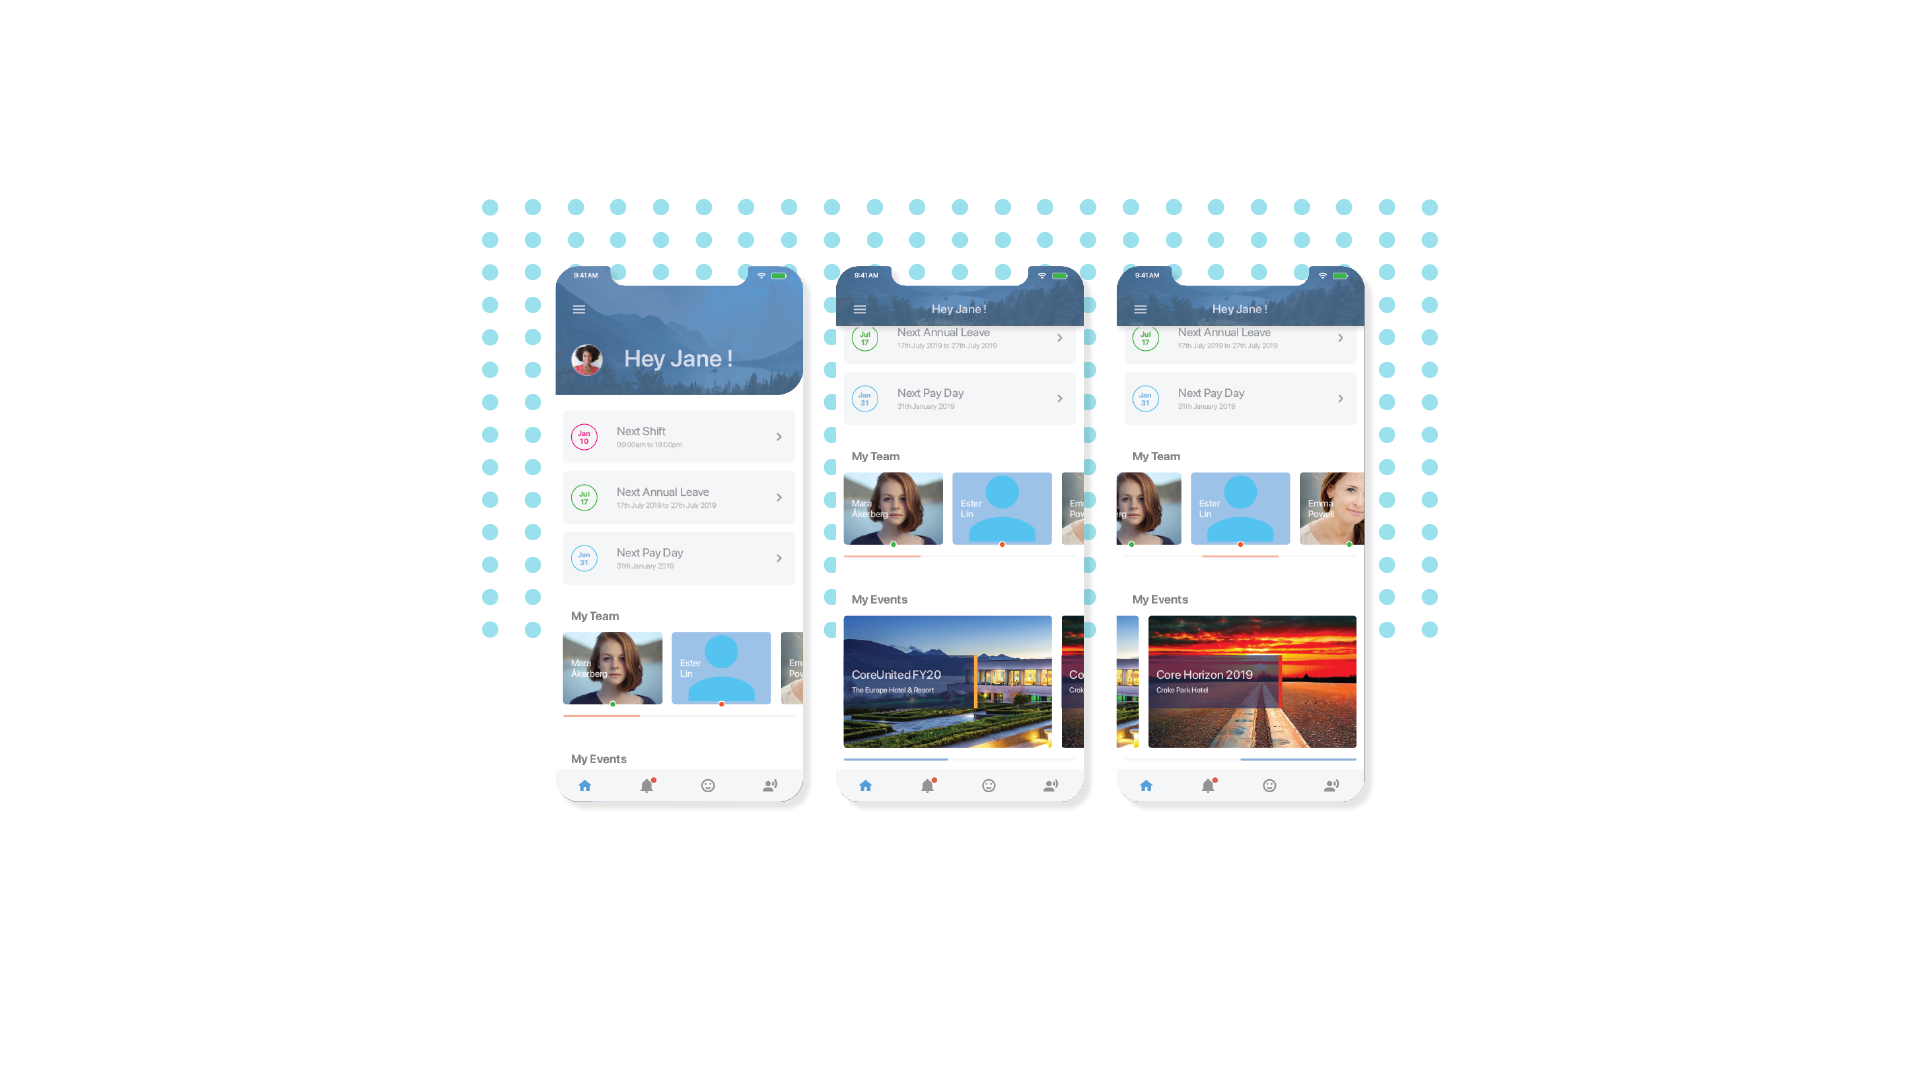 9:41 AM
Hey Jane !
Jan
10
Next Shift
09:00am to 18:00pm
Jul
17
Next Annual Leave
17th July 2019 to 27th July 2019
Jan
31
Next Pay Day
31th January 2019
My Team
Mara
Åkerberg
Ester
Lin
Em
Pow
My Events
9:41 AM
Hey Jane !
Jul
17
Next Annual Leave
17th July 2019 to 27th July 2019
Jan
31
Next Pay Day
31th January 2019
My Team
Mara
Åkerberg
Ester
Lin
Em
Pow
My Events
CoreUnited FY20
The Europe Hotel & Resort
Co
Crok
9:41 AM
Hey Jane !
Jul
17
Next Annual Leave
17th July 2019 to 27th July 2019
Jan
31
Next Pay Day
31th January 2019
My Team
rg
Ester
Lin
Emma
Powell
My Events
Core Horizon 2019
Croke Park Hotel